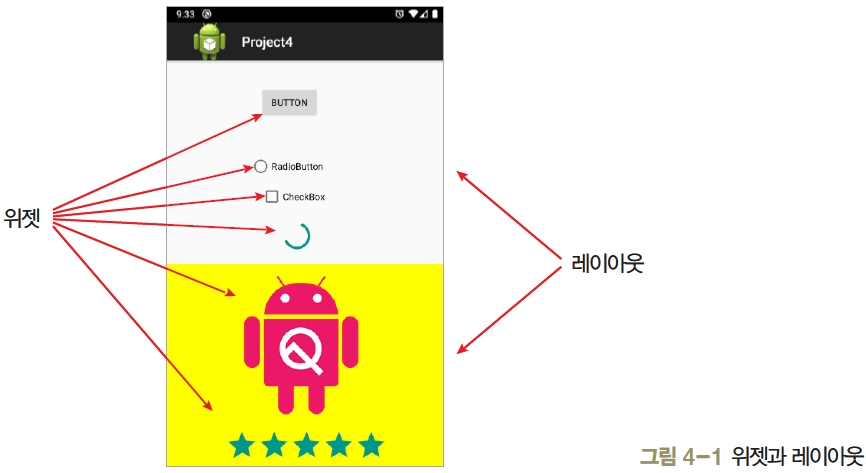 9:33
Project4
BUTTON
RadioButton
CheckBox
위젯
레이아웃
그림 4-1 위젯과 레이아웃